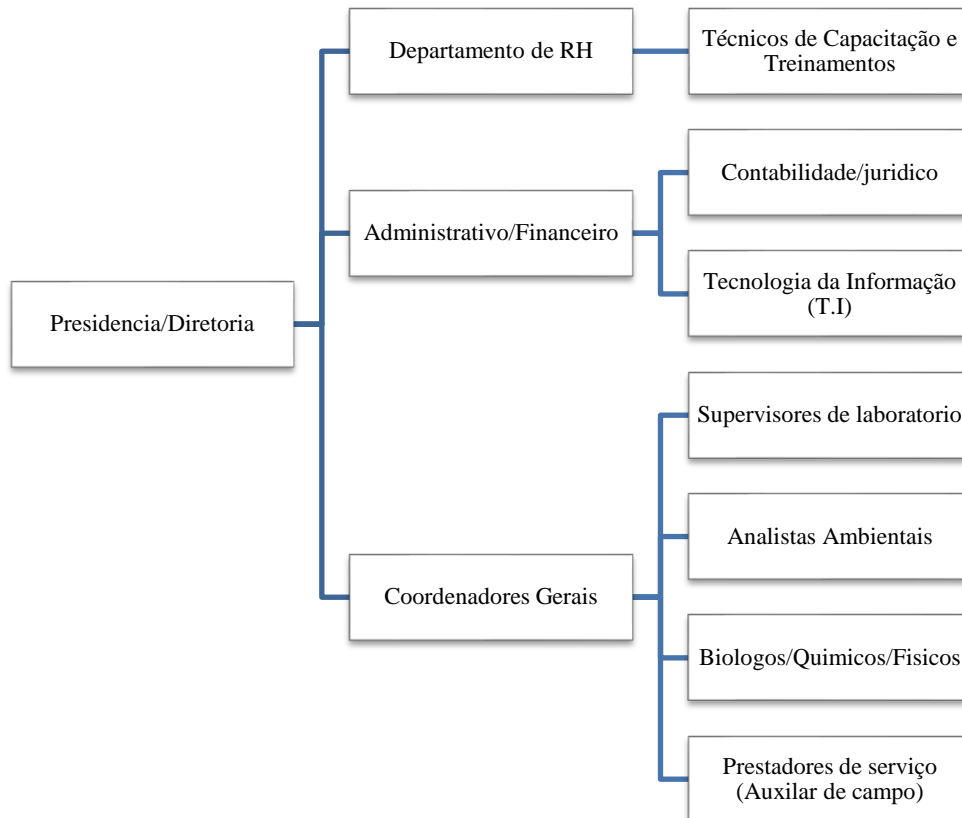 Departamento de RH
Técnicos de Capacitação e
Treinamentos
Contabilidade/juridico
Administrativo/Financeiro
Tecnologia da Informação
(T.I)
Presidencia/Diretoria
Supervisores de laboratorio
Analistas Ambientais
Coordenadores Gerais
Biologos/Quimicos/Fisicos
Prestadores de serviço
(Auxilar de campo)